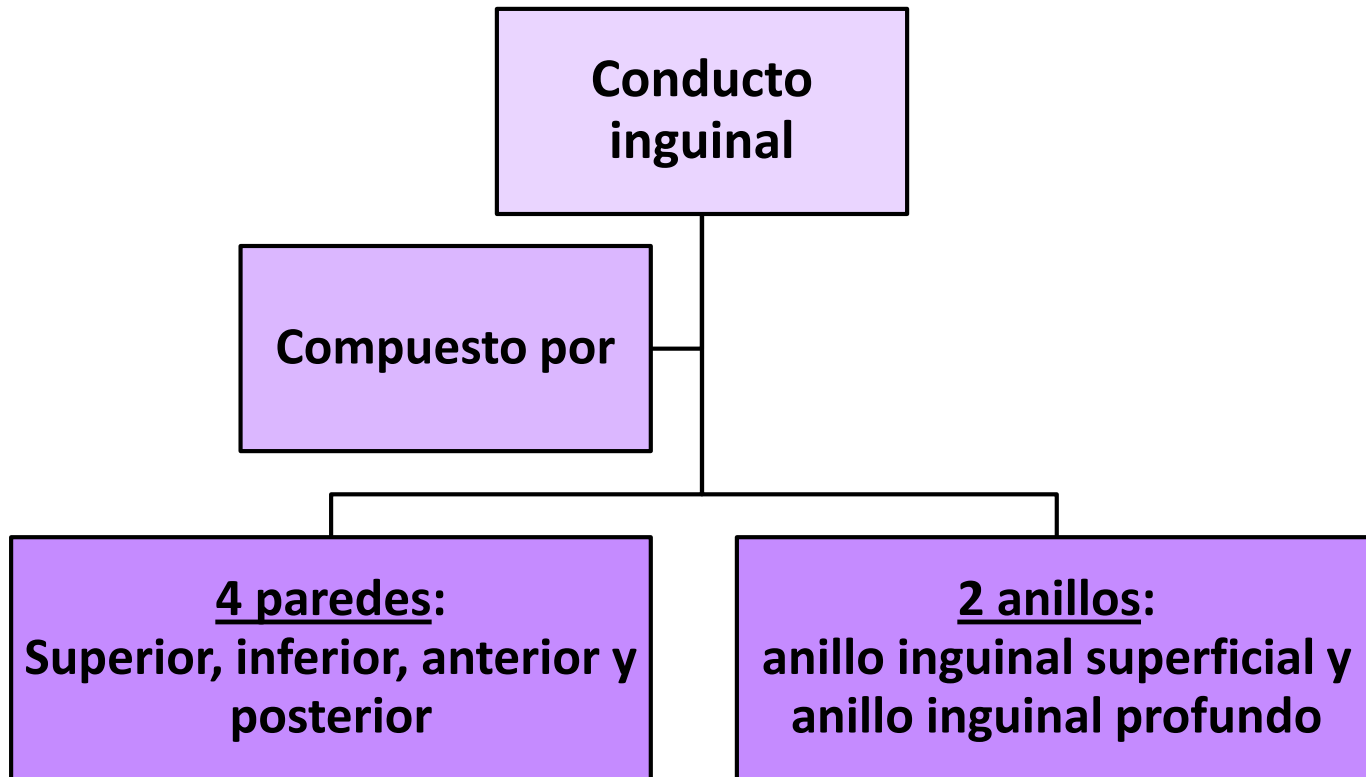 Conducto
inguinal
Compuesto por
4 paredes:
Superior, inferior, anterior y
posterior
2 anillos:
anillo inguinal superficial y
anillo inguinal profundo